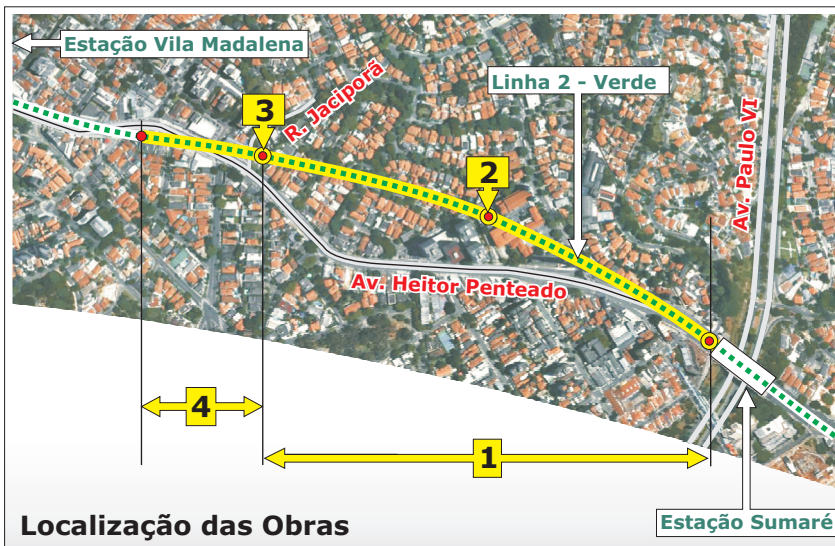 Estação Vila Madalena
3
R. Jaciporã
Linha 2 - Verde
Av. Paulo VI
2
Av. Heitor Penteado
4
1
Localização das Obras
Estação Sumaré